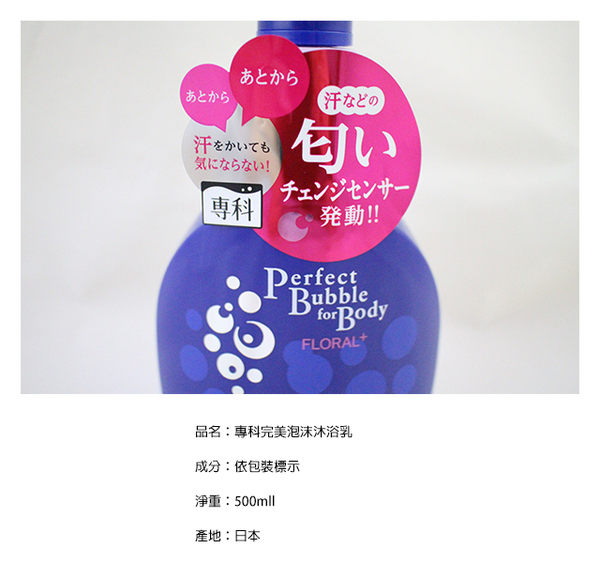 あとから
あとから
汗をかいても
気にならない!
専科
汗などの
匂い
チェンジセンサー
発動!!
Perfect
Bubble
for Body
FLORAL+
品名：專科完美泡沫沐浴乳
成分：依包裝標示
淨重：500mll
產地：日本